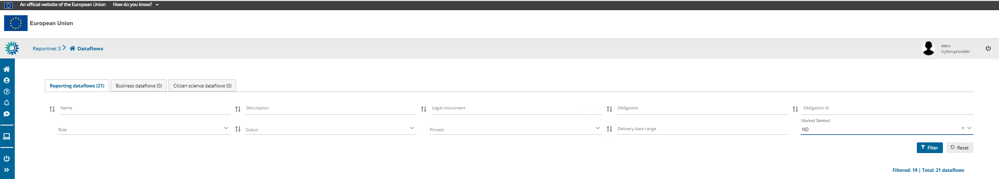 An official website of the European Union How do you know?
European Union
Reportnet 3 Dataflows
eleni
tryfon.provider
Reporting dataflows (21) Business dataflows (0) Citizen science dataflows (0)
Name Description Legal instrument Obligation Obligation id
Marked Deleted
Role Status Pinned Delivery date range NO
Filter Reset
Filtered: 19 | Total: 21 dataflows